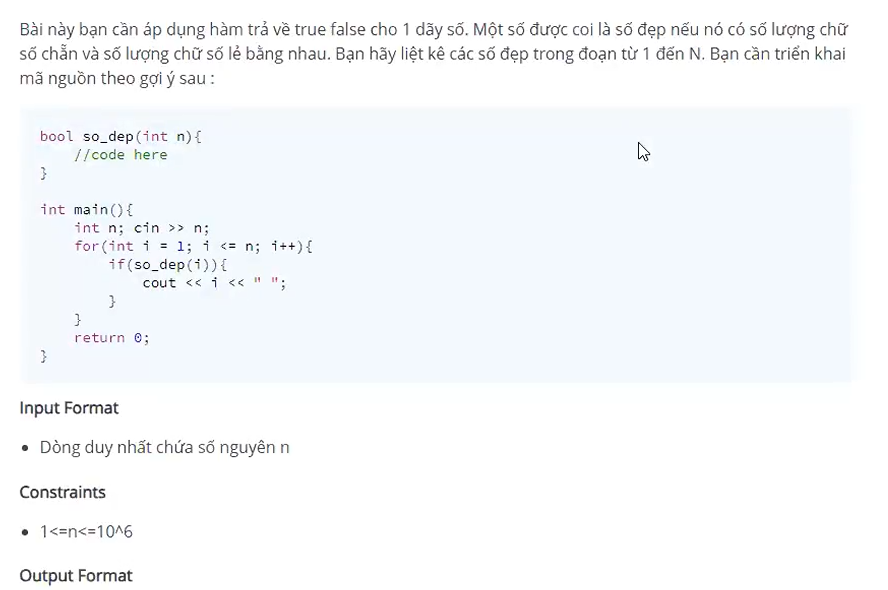 Bài này bạn cần áp dụng hàm trả về true false cho 1 dãy số. Một số được coi là số đẹp nếu nó có số lượng chữ
số chẵn và số lượng chữ số lẻ bằng nhau. Bạn hãy liệt kê các số đẹp trong đoạn từ 1 đến N. Bạn cần triển khai
mã nguồn theo gợi ý sau :
bool so_dep(int n){
    //code here
}
int main(){
    int n; cin >> n;
    for(int i = 1; i <= n; i++){
        if(so_dep(i)){
            cout << i << " ";
        }
    }
    return 0;
}
Input Format
• Dòng duy nhất chứa số nguyên n
Constraints
• 1<=n<=10^6
Output Format